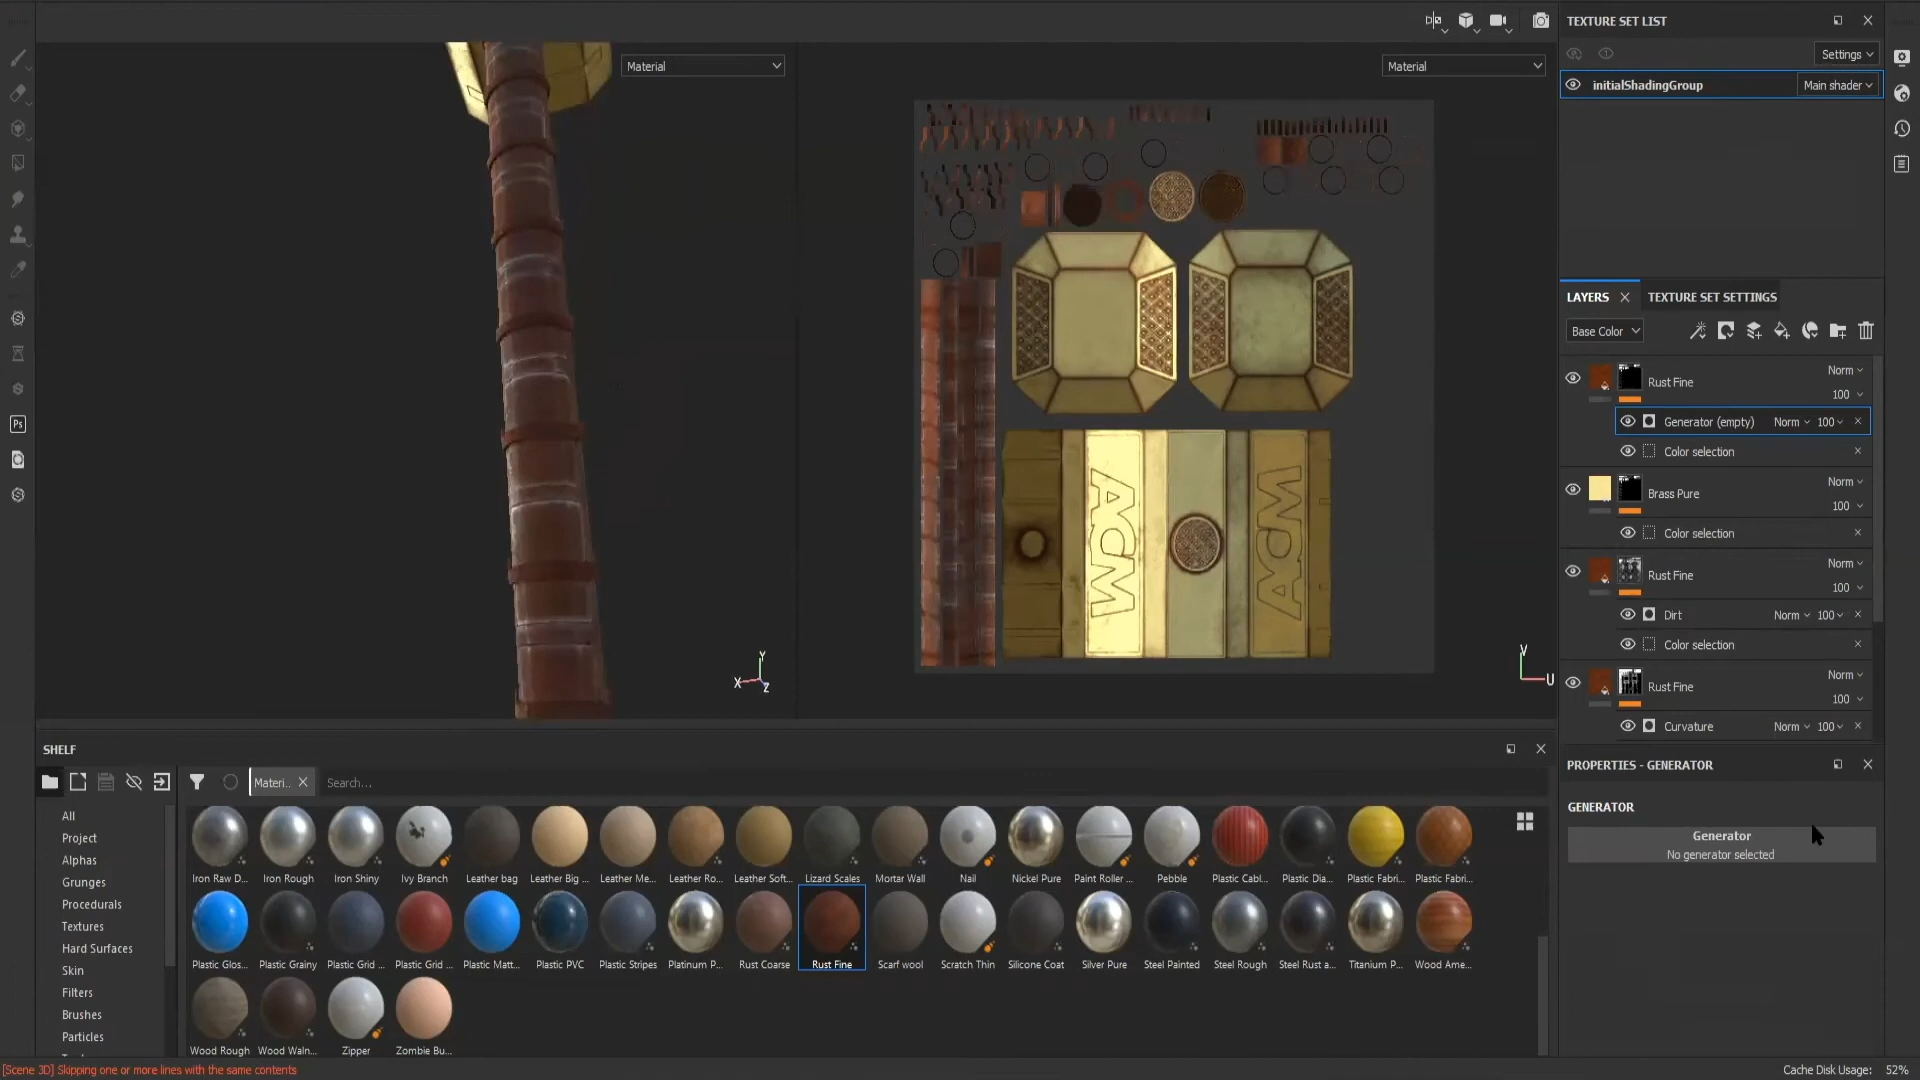 TEXTURE SET LIST
Settings
initialShadingGroup
Main shader
Material
Material
ACM
ACM
Y
X
Z
V
U
LAYERS
TEXTURE SET SETTINGS
Base Color
Rust Fine
Norm
100
Generator (empty)
Norm
100
Color selection
Brass Pure
Norm
100
Color selection
Rust Fine
Norm
100
Dirt
Norm
100
Color selection
Rust Fine
Norm
100
Curvature
Norm
100
PROPERTIES - GENERATOR
GENERATOR
Generator
No generator selected
Ps
SHELF
Materi..
Search...
All
Project
Alphas
Grunges
Procedurals
Textures
Hard Surfaces
Skin
Filters
Brushes
Particles
Iron Raw D...
Iron Rough
Iron Shiny
Ivy Branch
Leather bag
Leather Big ...
Leather Me...
Leather Ro...
Leather Soft...
Lizard Scales
Mortar Wall
Nail
Nickel Pure
Paint Roller ...
Pebble
Plastic Cabl...
Plastic Dia...
Plastic Fabri...
Plastic Fabri...
Plastic Glos...
Plastic Grainy
Plastic Grid ...
Plastic Grid ...
Plastic Matt...
Plastic PVC
Plastic Stripes
Platinum P...
Rust Coarse
Rust Fine
Scarf wool
Scratch Thin
Silicone Coat
Silver Pure
Steel Painted
Steel Rough
Steel Rust a...
Titanium P...
Wood Ame...
Wood Rough
Wood Waln...
Zipper
Zombie Bu...
[Scene 3D] Skipping one or more lines with the same contents
Cache Disk Usage: 52%